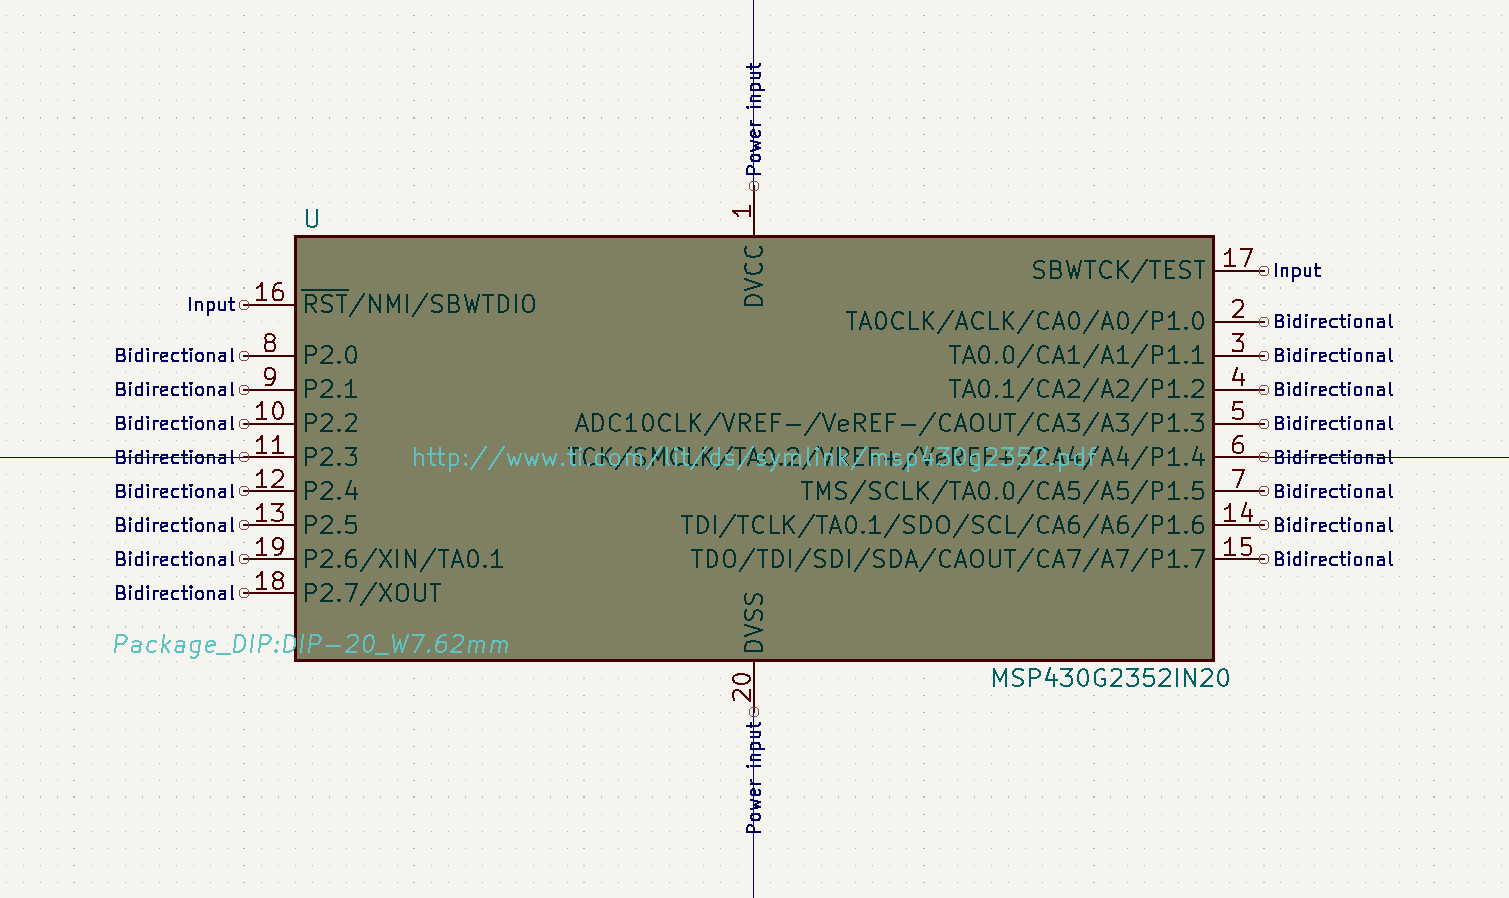 Power input
1
U
DVCC
SBWTCK/TEST 17 Input
Input 16 RST/NMI/SBWTDIO
TA0CLK/ACLK/CA0/A0/P1.0 2 Bidirectional
Bidirectional 8 P2.0 TA0.0/CA1/A1/P1.1 3 Bidirectional
Bidirectional 9 P2.1 TA0.1/CA2/A2/P1.2 4 Bidirectional
Bidirectional 10 P2.2 ADC10CLK/VREF-/VeREF-/CAOUT/CA3/A3/P1.3 5 Bidirectional
Bidirectional 11 P2.3 TCK/SMCLK/TA0.2/VREF+/VeREF+/CA4/A4/P1.4 6 Bidirectional
http://www.ti.com/lit/ds/symlink/msp430g2352.pdf
Bidirectional 12 P2.4 TMS/SCLK/TA0.0/CA5/A5/P1.5 7 Bidirectional
Bidirectional 13 P2.5 TDI/TCLK/TA0.1/SDO/SCL/CA6/A6/P1.6 14 Bidirectional
Bidirectional 19 P2.6/XIN/TA0.1 TDO/TDI/SDI/SDA/CAOUT/CA7/A7/P1.7 15 Bidirectional
Bidirectional 18 P2.7/XOUT
DVSS
Package_DIP:DIP-20_W7.62mm
MSP430G2352IN20
20
Power input